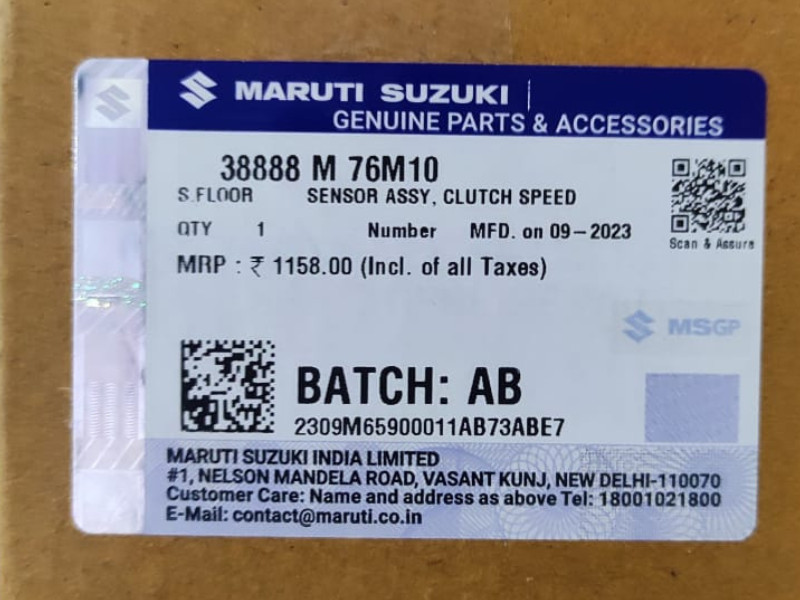 MARUTI SUZUKI
GENUINE PARTS & ACCESSORIES
38888 M 76M10
S.FLOOR SENSOR ASSY, CLUTCH SPEED
QTY 1 Number MFD. on 09-2023
Scan & Assure
MRP : ₹ 1158.00 (Incl. of all Taxes)
MSGP
BATCH: AB
2309M65900011AB73ABE7
MARUTI SUZUKI INDIA LIMITED
#1, NELSON MANDELA ROAD, VASANT KUNJ, NEW DELHI-110070
Customer Care: Name and address as above Tel: 18001021800
E-Mail: contact@maruti.co.in